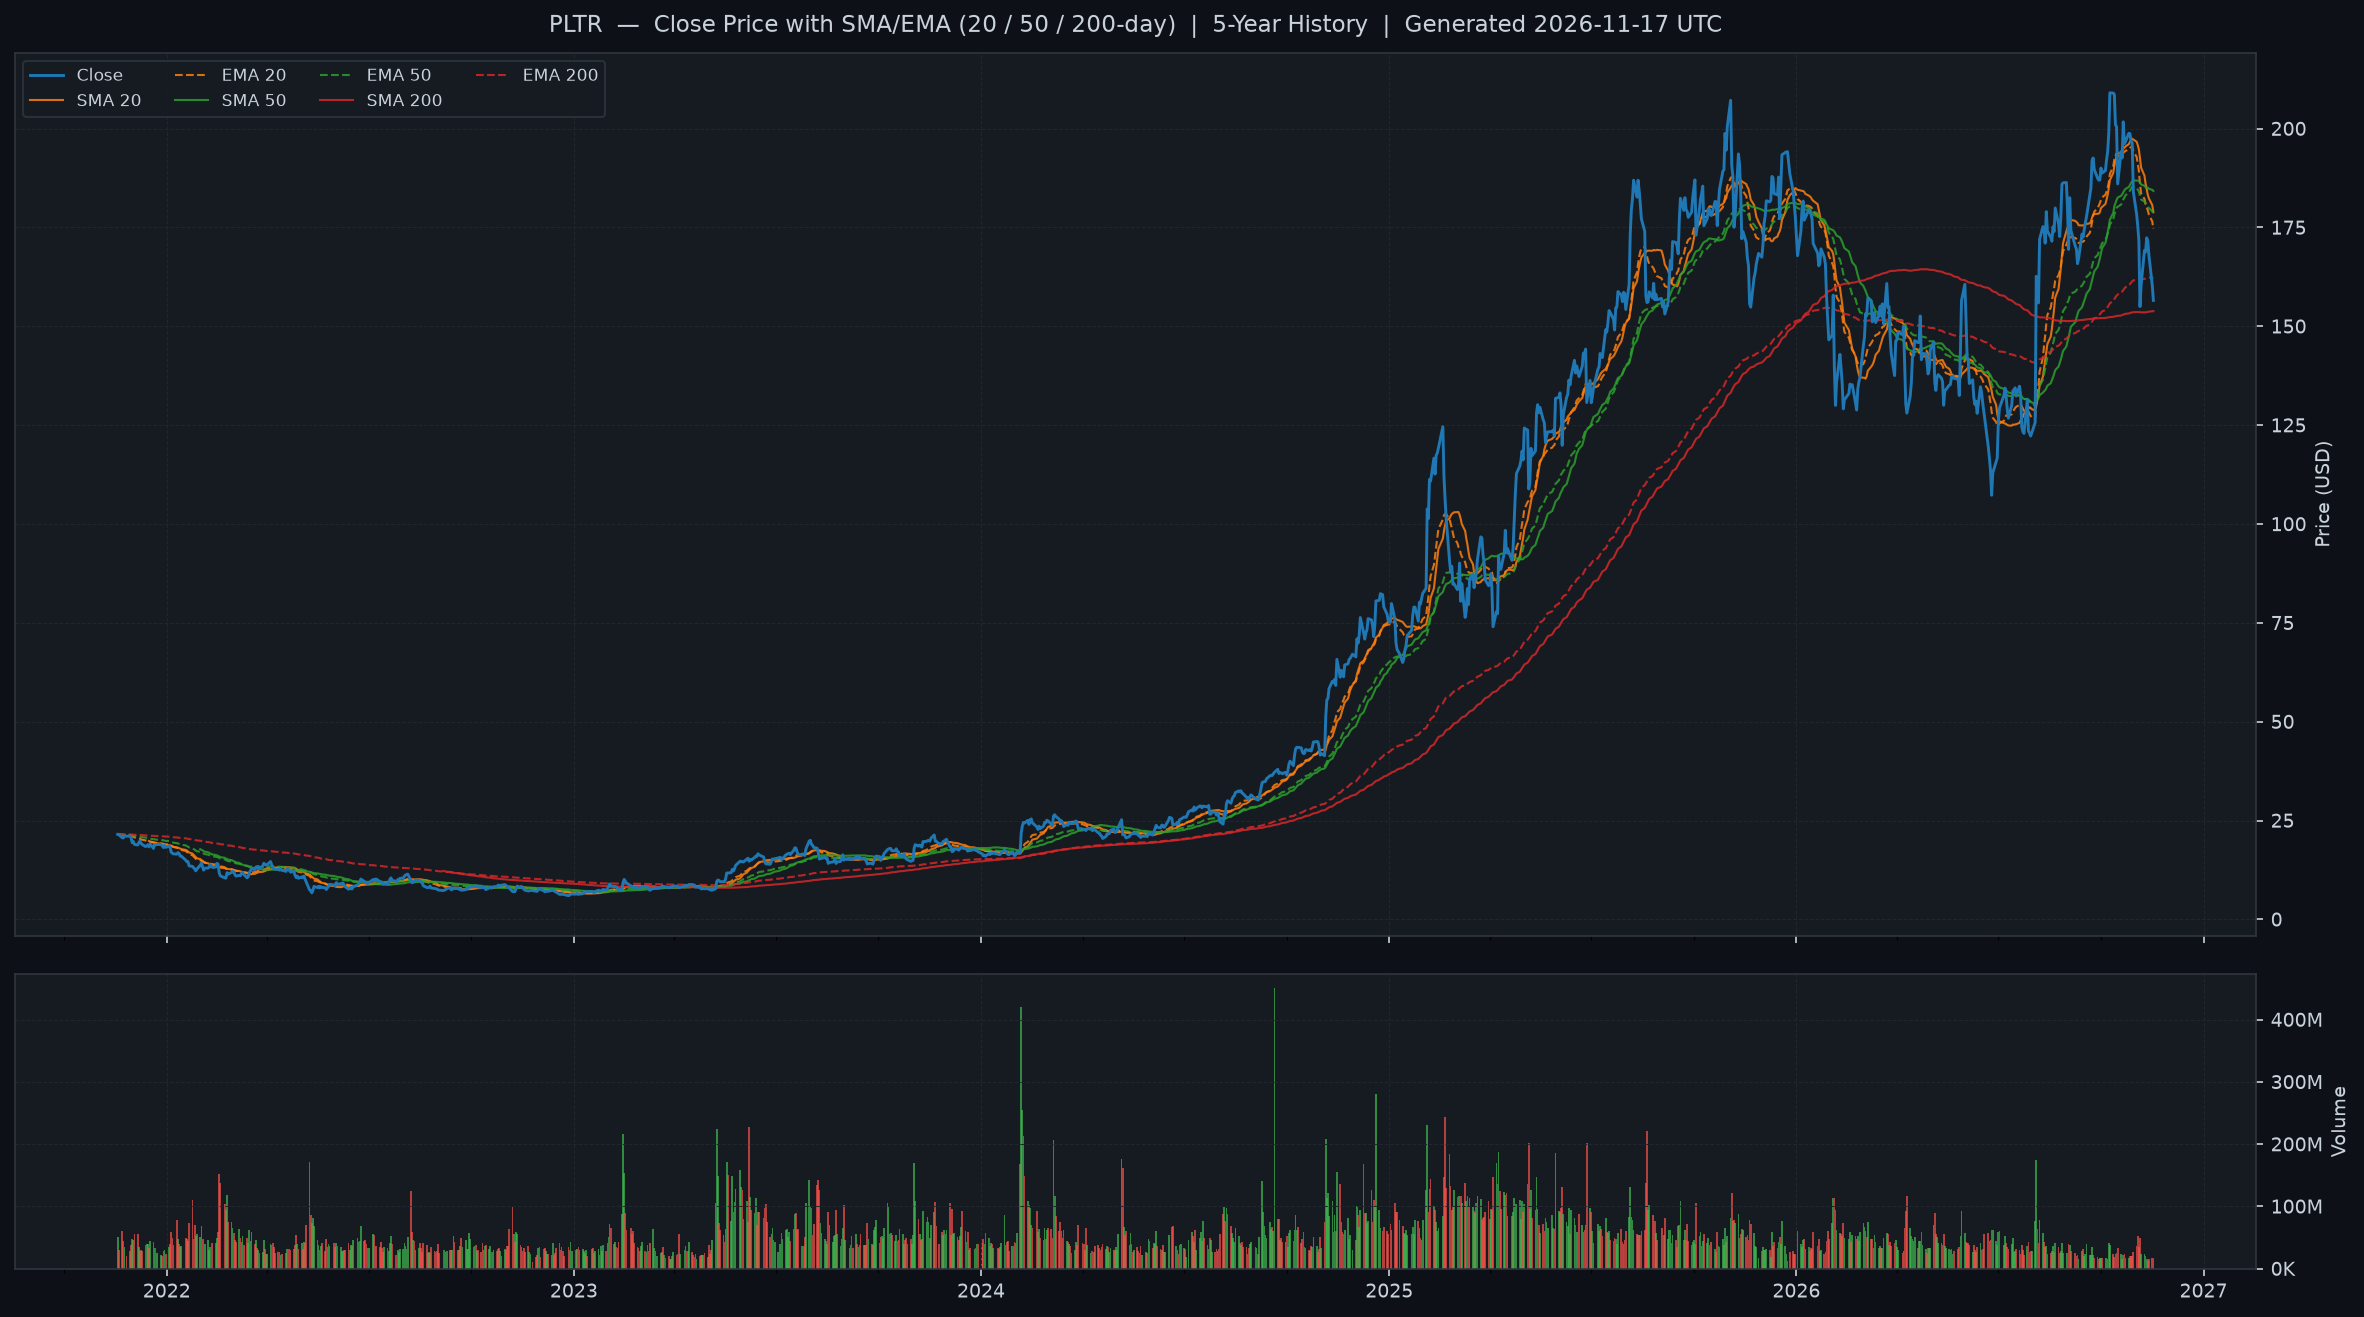 PLTR — Close Price with SMA/EMA (20 / 50 / 200-day) | 5-Year History | Generated 2026-11-17 UTC
Close EMA 20 EMA 50 EMA 200
SMA 20 SMA 50 SMA 200
200
175
150
125
100
75
50
25
0
Price (USD)
400M
300M
200M
100M
0K
Volume
2022 2023 2024 2025 2026 2027